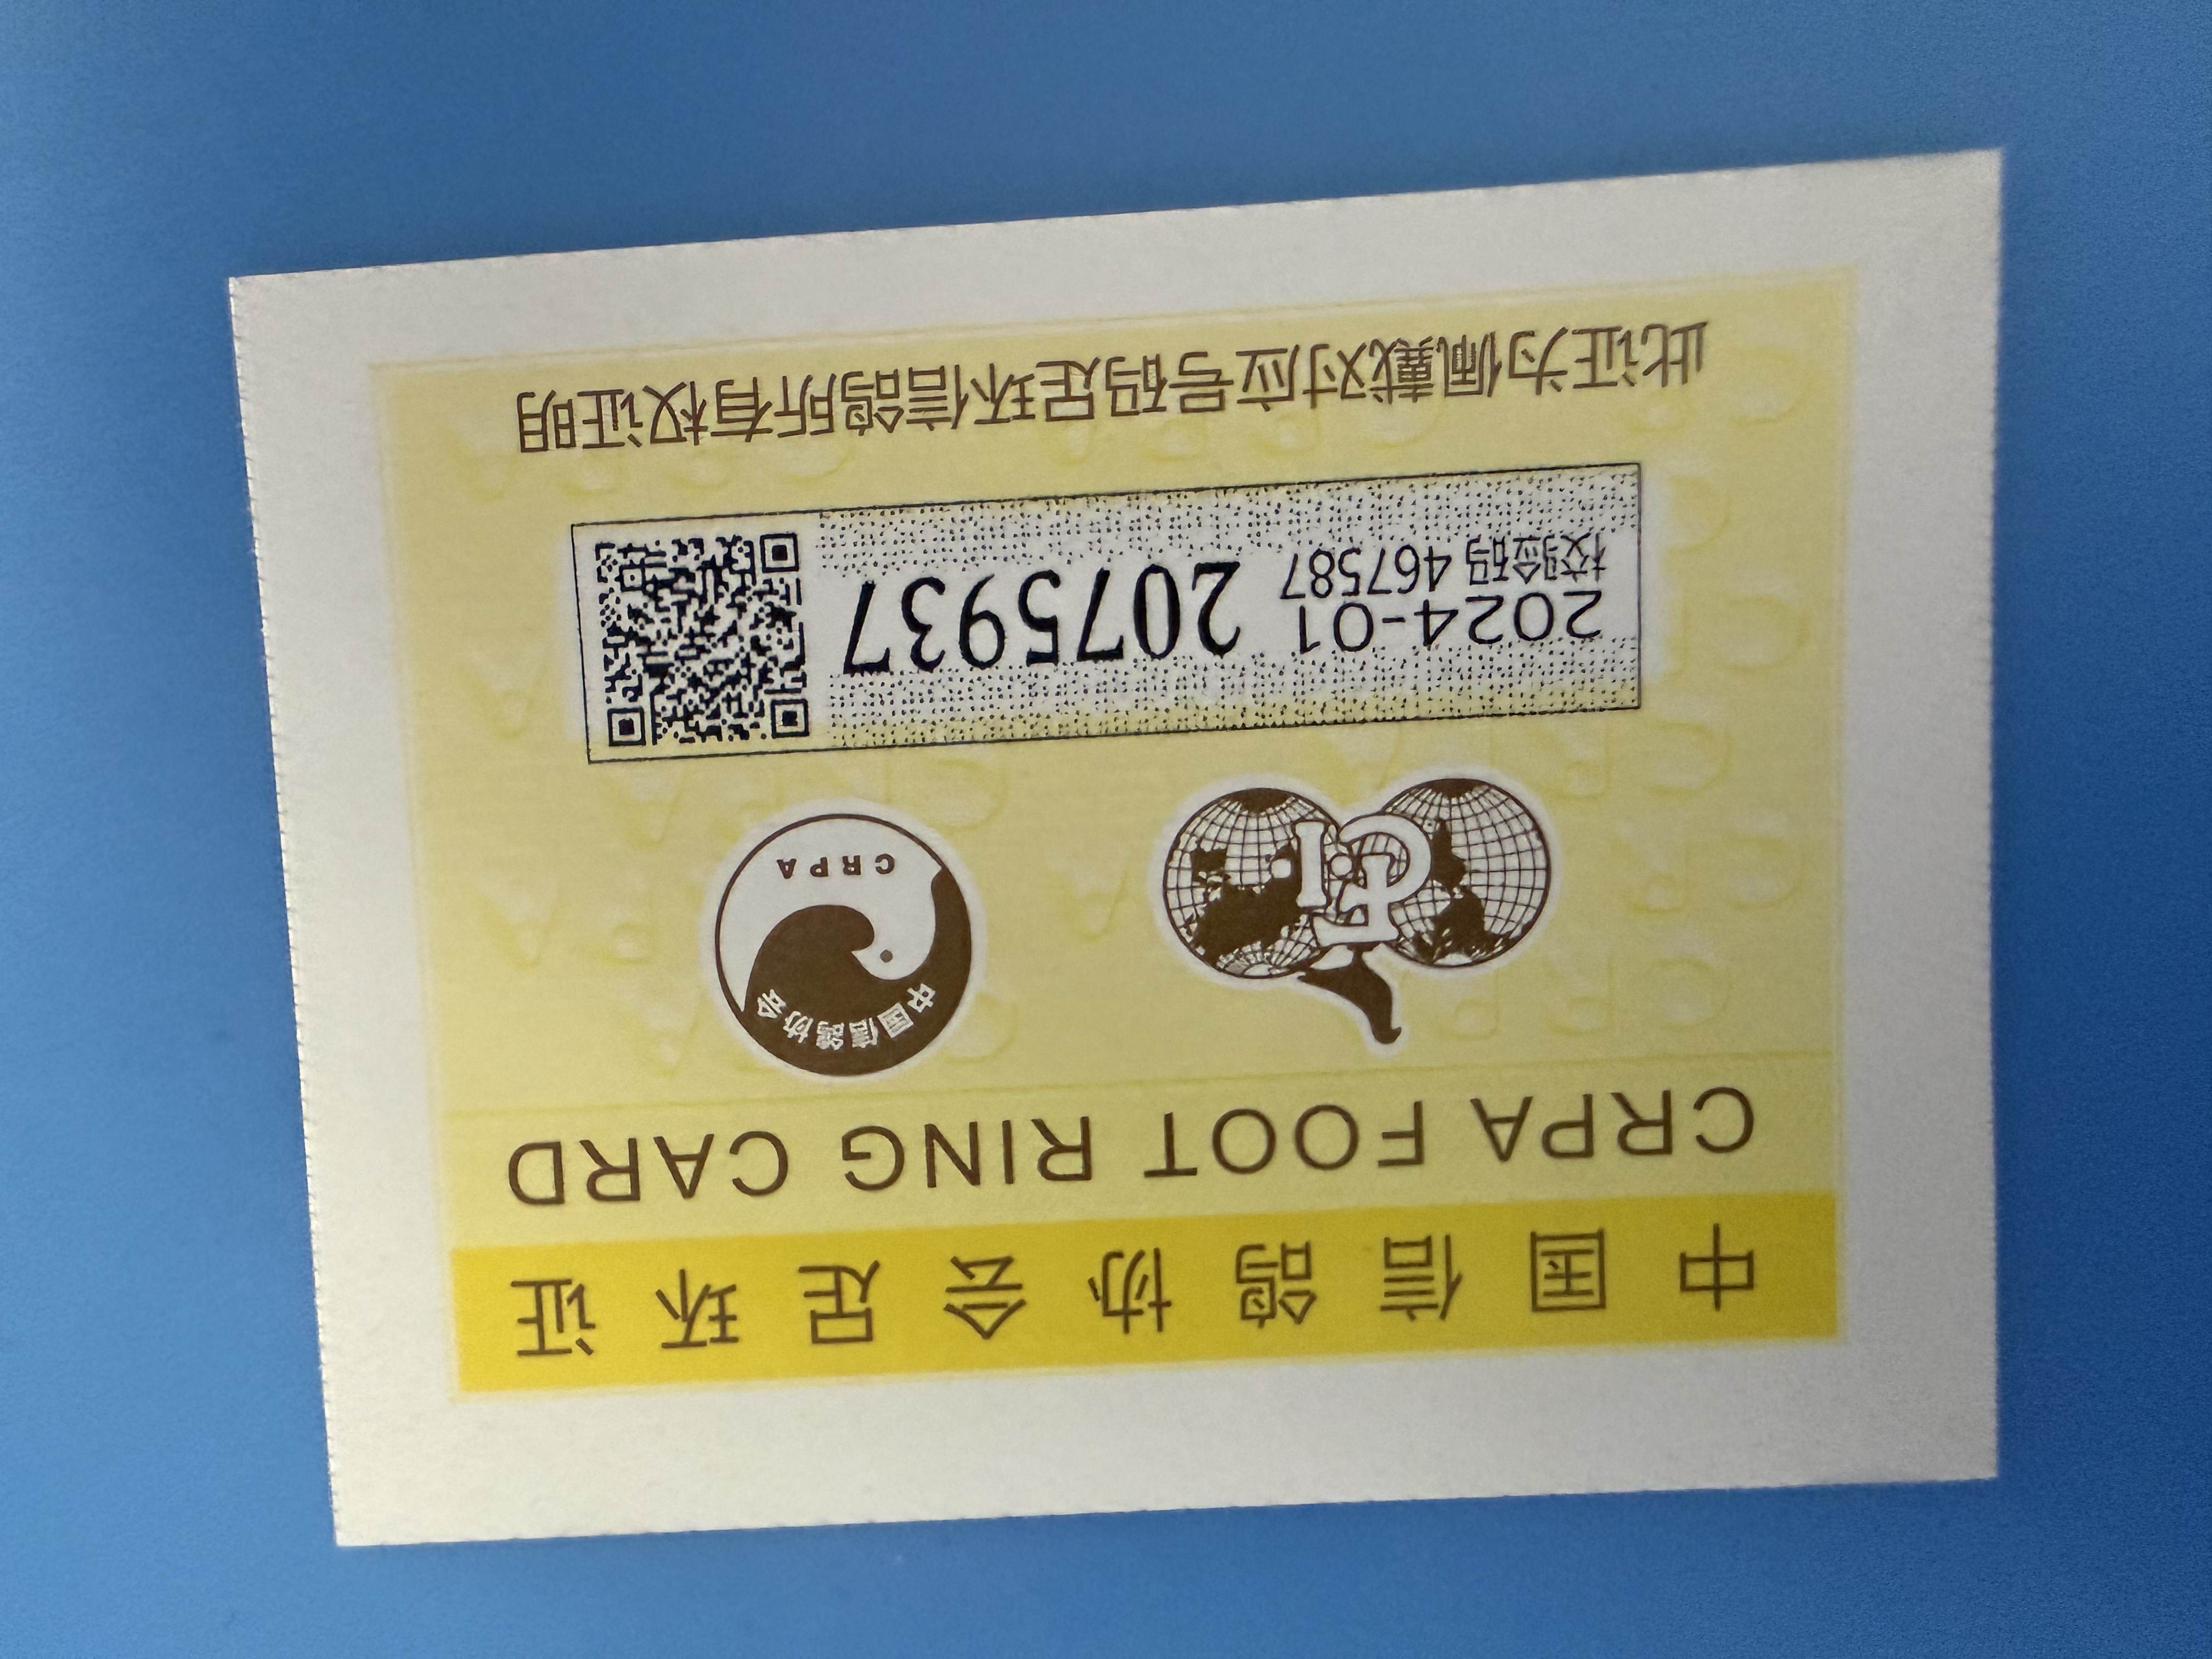 中国信鸽协会足环证
CRPA FOOT RING CARD
FCI
中国信鸽协会
CRPA
2024-01 2075937
校验码 467587
此证为佩戴对应号码足环信鸽所有权证明